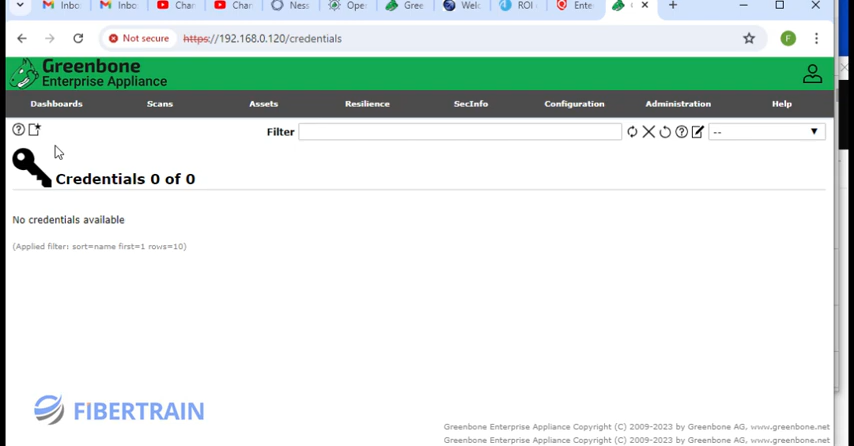 Inbo
Inbo
Char
Char
Ness
Ope
Gree
Welc
ROI
Ente
Not secure
https://192.168.0.120/credentials
F
Greenbone
Enterprise Appliance
Dashboards
Scans
Assets
Resilience
SecInfo
Configuration
Administration
Help
Filter
--
Credentials 0 of 0
No credentials available
(Applied filter: sort=name first=1 rows=10)
FIBERTRAIN
Greenbone Enterprise Appliance Copyright (C) 2009-2023 by Greenbone AG, www.greenbone.net
Greenbone Enterprise Appliance Copyright (C) 2009-2023 by Greenbone AG, www.greenbone.net